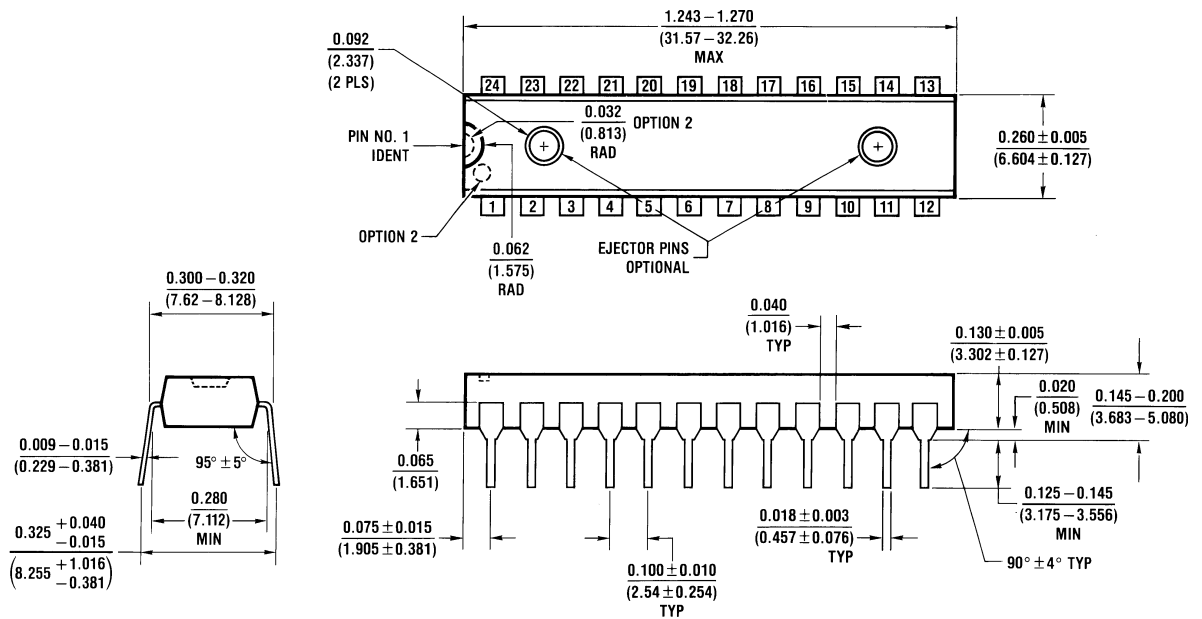 1.243 – 1.270
(31.57 – 32.26)
MAX
0.092
(2.337)
(2 PLS)
24 23 22 21 20 19 18 17 16 15 14 13
0.032
(0.813)
RAD
OPTION 2
PIN NO. 1
IDENT
0.260 ± 0.005
(6.604 ± 0.127)
1 2 3 4 5 6 7 8 9 10 11 12
OPTION 2
0.062
(1.575)
RAD
EJECTOR PINS
OPTIONAL
0.300 – 0.320
(7.62 – 8.128)
0.009 – 0.015
(0.229 – 0.381)
95° ± 5°
0.280
(7.112)
MIN
0.325 +0.040 −0.015
(8.255 +1.016 −0.381)
0.040
(1.016)
TYP
0.130 ± 0.005
(3.302 ± 0.127)
0.020
(0.508)
MIN
0.145 – 0.200
(3.683 – 5.080)
0.065
(1.651)
0.075 ± 0.015
(1.905 ± 0.381)
0.100 ± 0.010
(2.54 ± 0.254)
TYP
0.018 ± 0.003
(0.457 ± 0.076)
TYP
0.125 – 0.145
(3.175 – 3.556)
MIN
90° ± 4° TYP